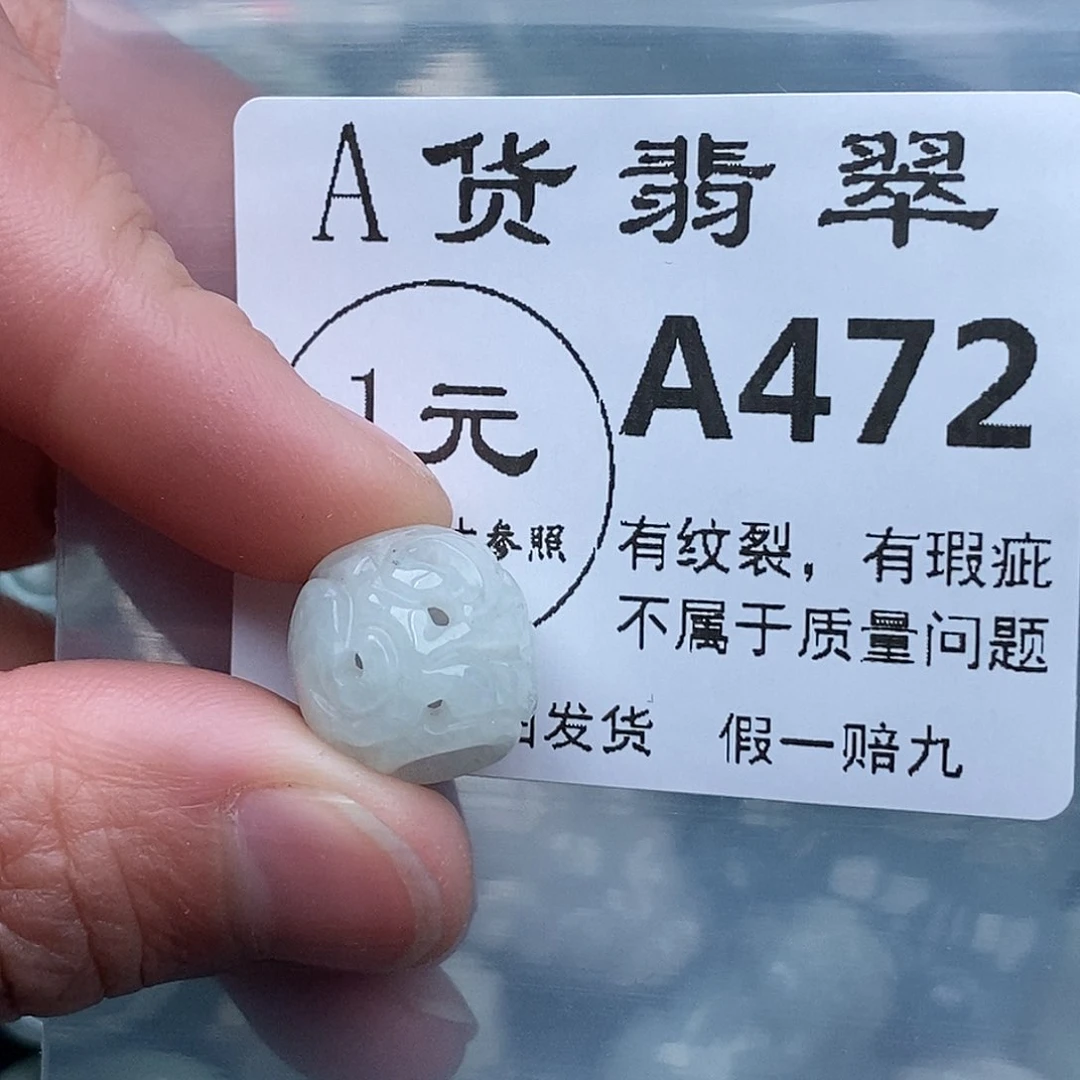 A货翡翠
1元
A472
参照
有纹裂，有瑕疵
不属于质量问题
发货 假一赔九